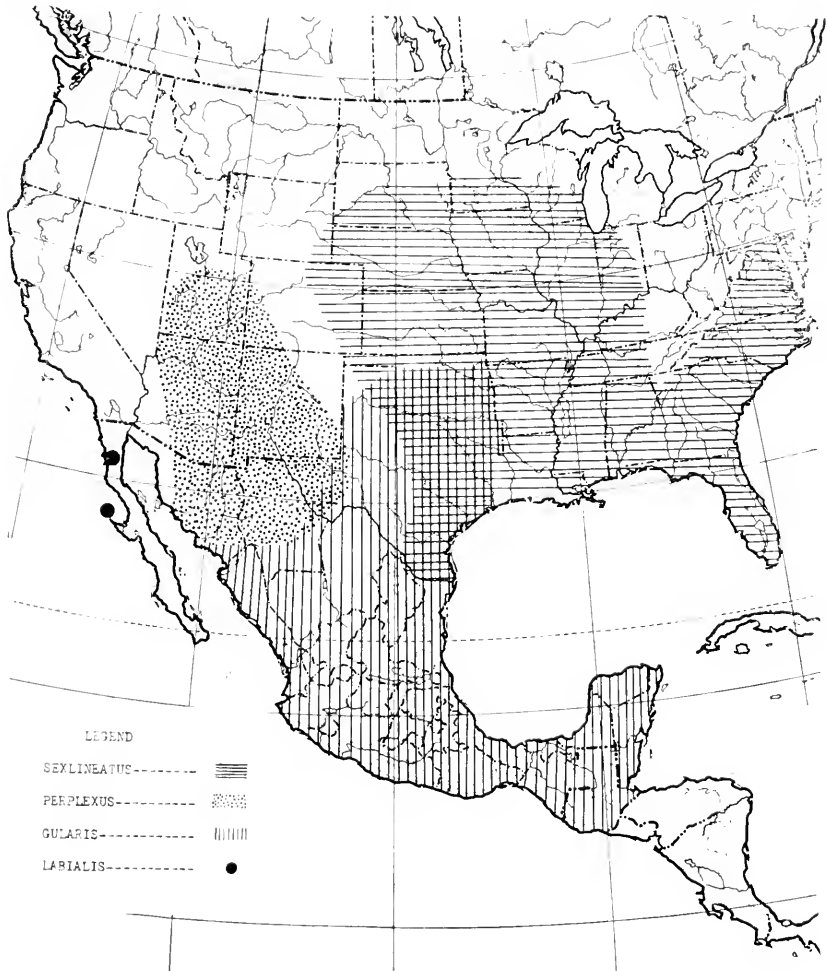 LEGEND
SEXLINEATUS-------
PERPLEXUS---------
GULARIS-----------
LABIALIS----------